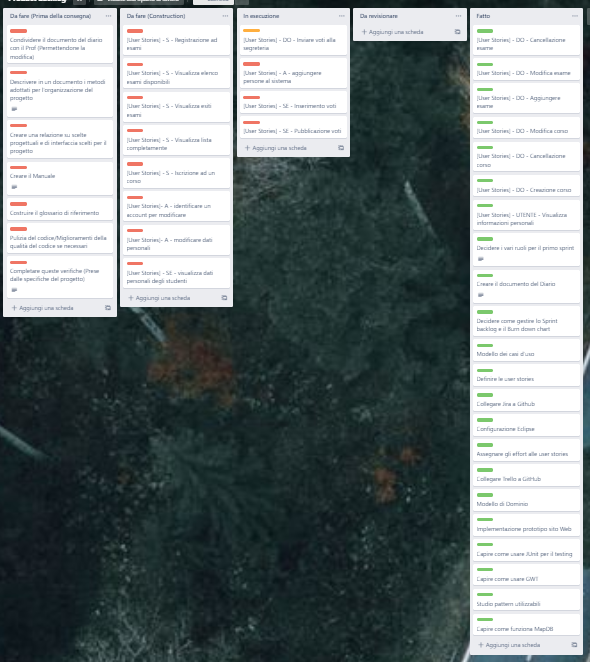 Da fare (Prima della consegna)
Condividere il documento del diario
con il Prof (Permettendone la
modifica)
Descrivere in un documento i metodi
adottati per l'organizzazione del
progetto
Creare una relazione su scelte
progettuali e di interfaccia scelti per il
progetto
Creare il Manuale
Costruire il glossario di riferimento
Pulizia del codice/Miglioramenti della
qualità del codice se necessari
Completare queste verifiche (Prese
dalle specifiche del progetto)
+ Aggiungi una scheda
Da fare (Construction)
[User Stories] - S - Registrazione ad
esami
[User Stories] - S - Visualizza elenco
esami disponibili
[User Stories] - S - Visualizza esiti
esami
[User Stories] - S - Visualizza lista
completamente
[User Stories] - S - Iscrizione ad un
corso
[User Stories]- A - identificare un
account per modificare
[User Stories]- A - modificare dati
personali
[User Stories] - SE - visualizza dati
personali degli studenti
+ Aggiungi una scheda
In esecuzione
[User Stories] - DO - Inviare voti alla
segreteria
[User Stories] - A - aggiungere
persone al sistema
[User Stories] - SE - Inserimento voti
[User Stories] - SE - Pubblicazione voti
+ Aggiungi una scheda
Da revisionare
+ Aggiungi una scheda
Fatto
[User Stories] - DO - Cancellazione
esame
[User Stories] - DO - Modifica esame
[User Stories] - DO - Aggiungere
esame
[User Stories] - DO - Modifica corso
[User Stories] - DO - Cancellazione
corso
[User Stories] - DO - Creazione corso
[User Stories] - UTENTE - Visualizza
informazioni personali
Decidere i vari ruoli per il primo sprint
Creare il documento del Diario
Decidere come gestire lo Sprint
backlog e il Burn down chart
Modello dei casi d'uso
Definire le user stories
Collegare Jira a Github
Configurazione Eclipse
Assegnare gli effort alle user stories
Collegare Trello a GitHub
Modello di Dominio
Implementazione prototipo sito Web
Capire come usare JUnit per il testing
Capire come usare GWT
Studio pattern utilizzabili
Capire come funziona MapDB
+ Aggiungi una scheda